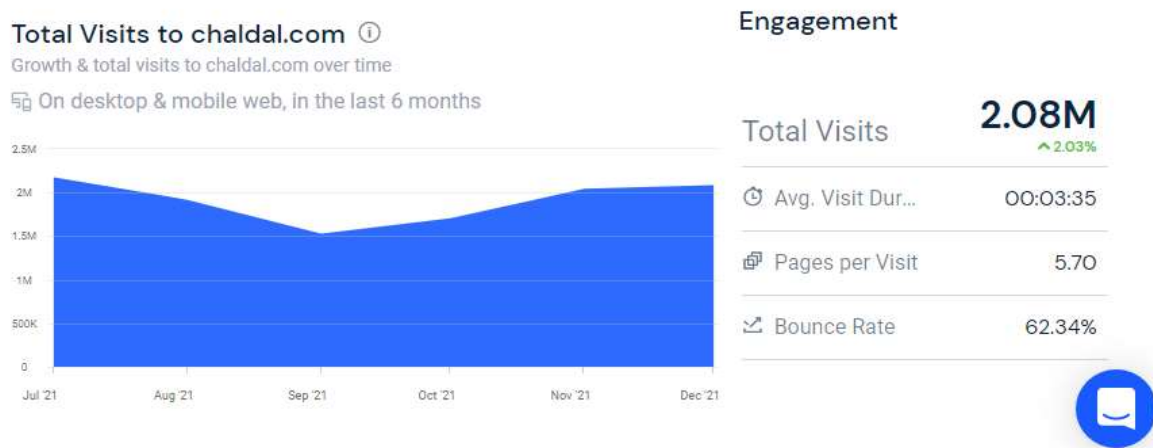 Total Visits to chaldal.com
Growth & total visits to chaldal.com over time
On desktop & mobile web, in the last 6 months
2.5M
2M
1.5M
1M
500K
0
Jul '21 Aug '21 Sep '21 Oct '21 Nov '21 Dec '21
Engagement
Total Visits 2.08M
2.03%
Avg. Visit Dur... 00:03:35
Pages per Visit 5.70
Bounce Rate 62.34%